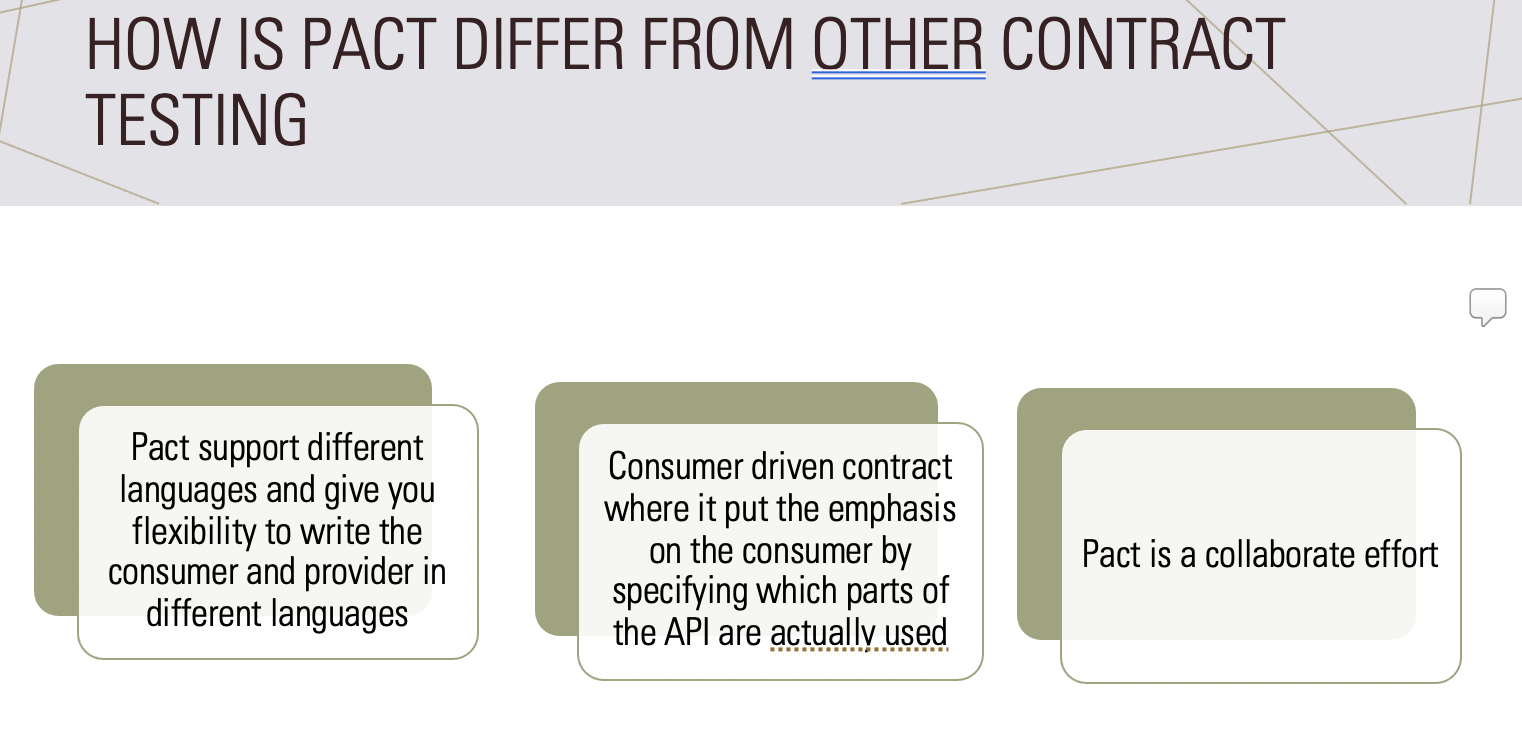 HOW IS PACT DIFFER FROM OTHER CONTRACT
TESTING
Pact support different
languages and give you
flexibility to write the
consumer and provider in
different languages
Consumer driven contract
where it put the emphasis
on the consumer by
specifying which parts of
the API are actually used
Pact is a collaborate effort